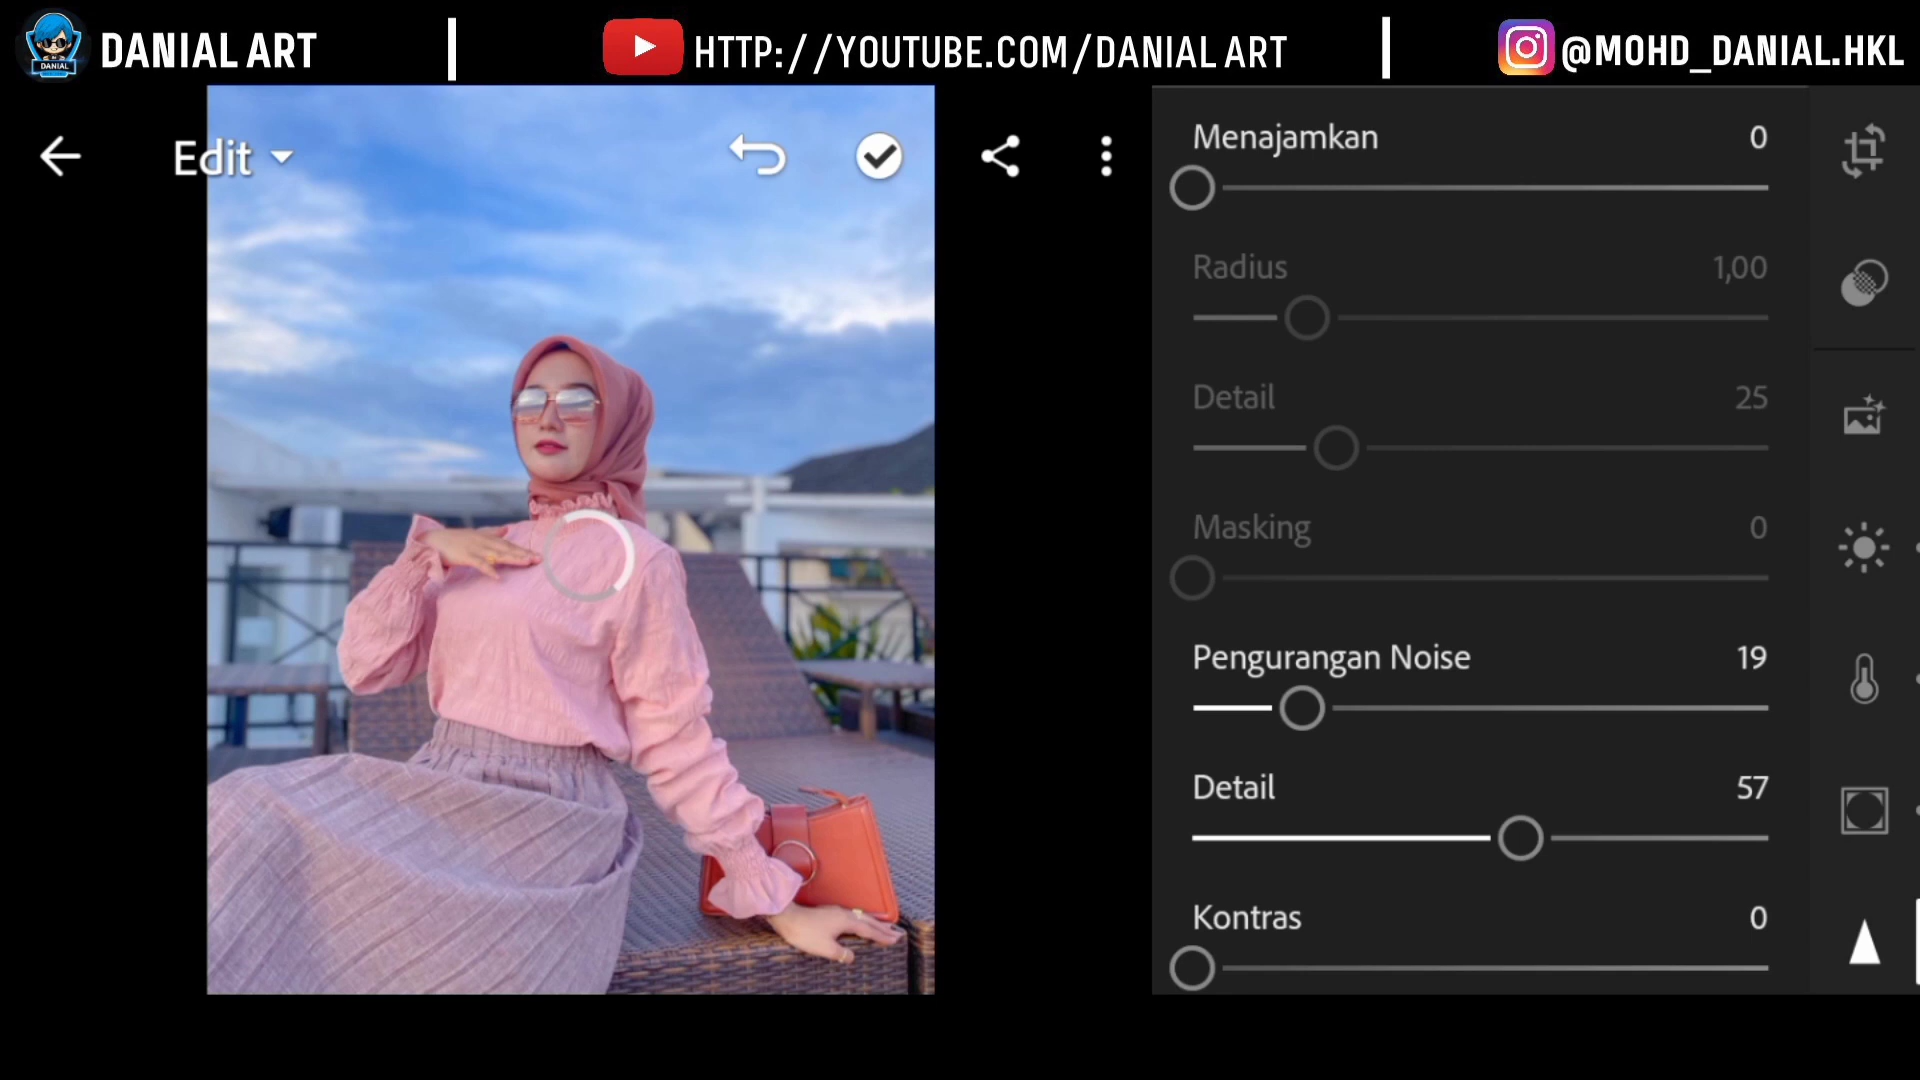 DANIAL
DANIAL ART
HTTP://YOUTUBE.COM/DANIAL ART
@MOHD_DANIAL.HKL
Edit
Menajamkan 0
Radius 1,00
Detail 25
Masking 0
Pengurangan Noise 19
Detail 57
Kontras 0